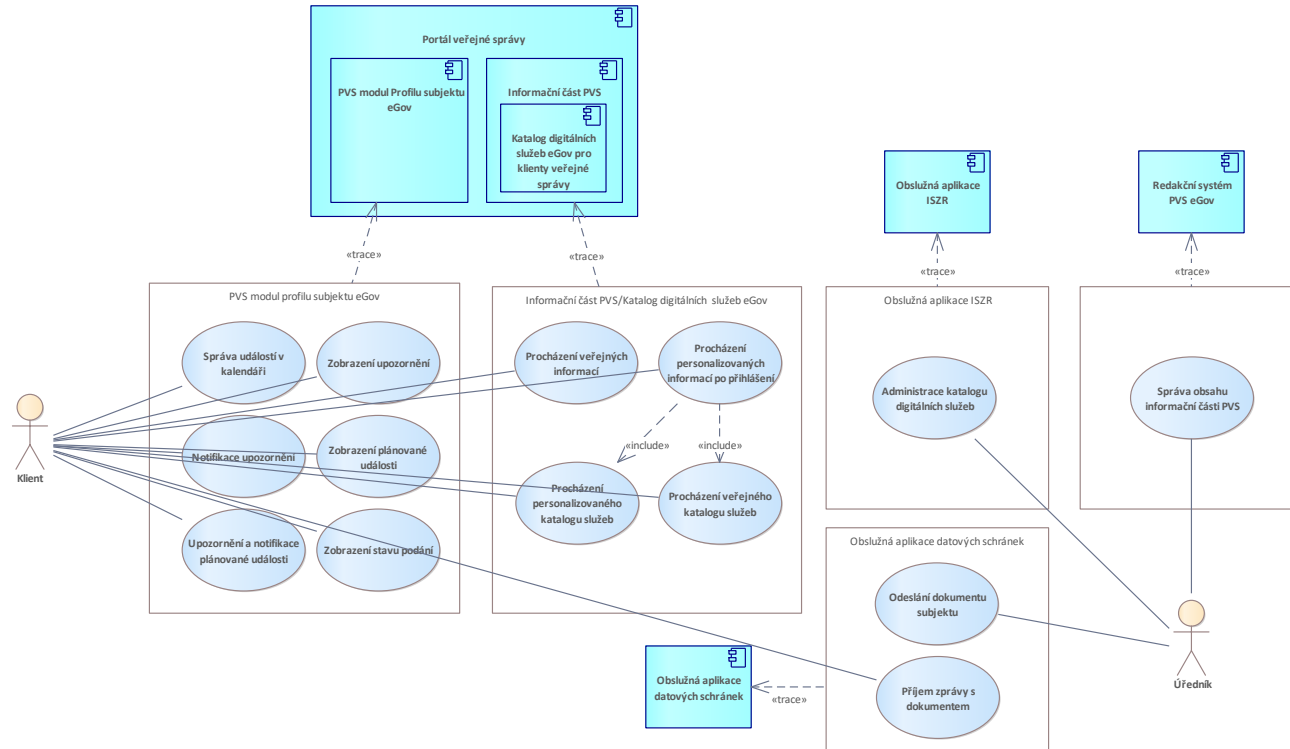 Portál veřejné správy
PVS modul Profilu subjektu
eGov
Informační část PVS
Katalog digitálních
služeb eGov pro
klienty veřejné
správy
Obslužná aplikace
ISZR
Redakční systém
PVS eGov
«trace»
«trace»
«trace»
«trace»
PVS modul profilu subjektu eGov
Informační část PVS/Katalog digitálních služeb eGov
Obslužná aplikace ISZR
Správa událostí v
kalendáři
Zobrazení upozornění
Procházení veřejných
informací
Procházení
personalizovaných
informací po přihlášení
Administrace katalogu
digitálních služeb
Správa obsahu
informační části PVS
Klient
Notifikace upozornění
Zobrazení plánované
události
«include»
«include»
Procházení
personalizovaného
katalogu služeb
Procházení veřejného
katalogu služeb
Upozornění a notifikace
plánované události
Zobrazení stavu podání
Obslužná aplikace datových schránek
Odeslání dokumentu
subjektu
Obslužná aplikace
datových schránek
«trace»
Příjem zprávy s
dokumentem
Úředník